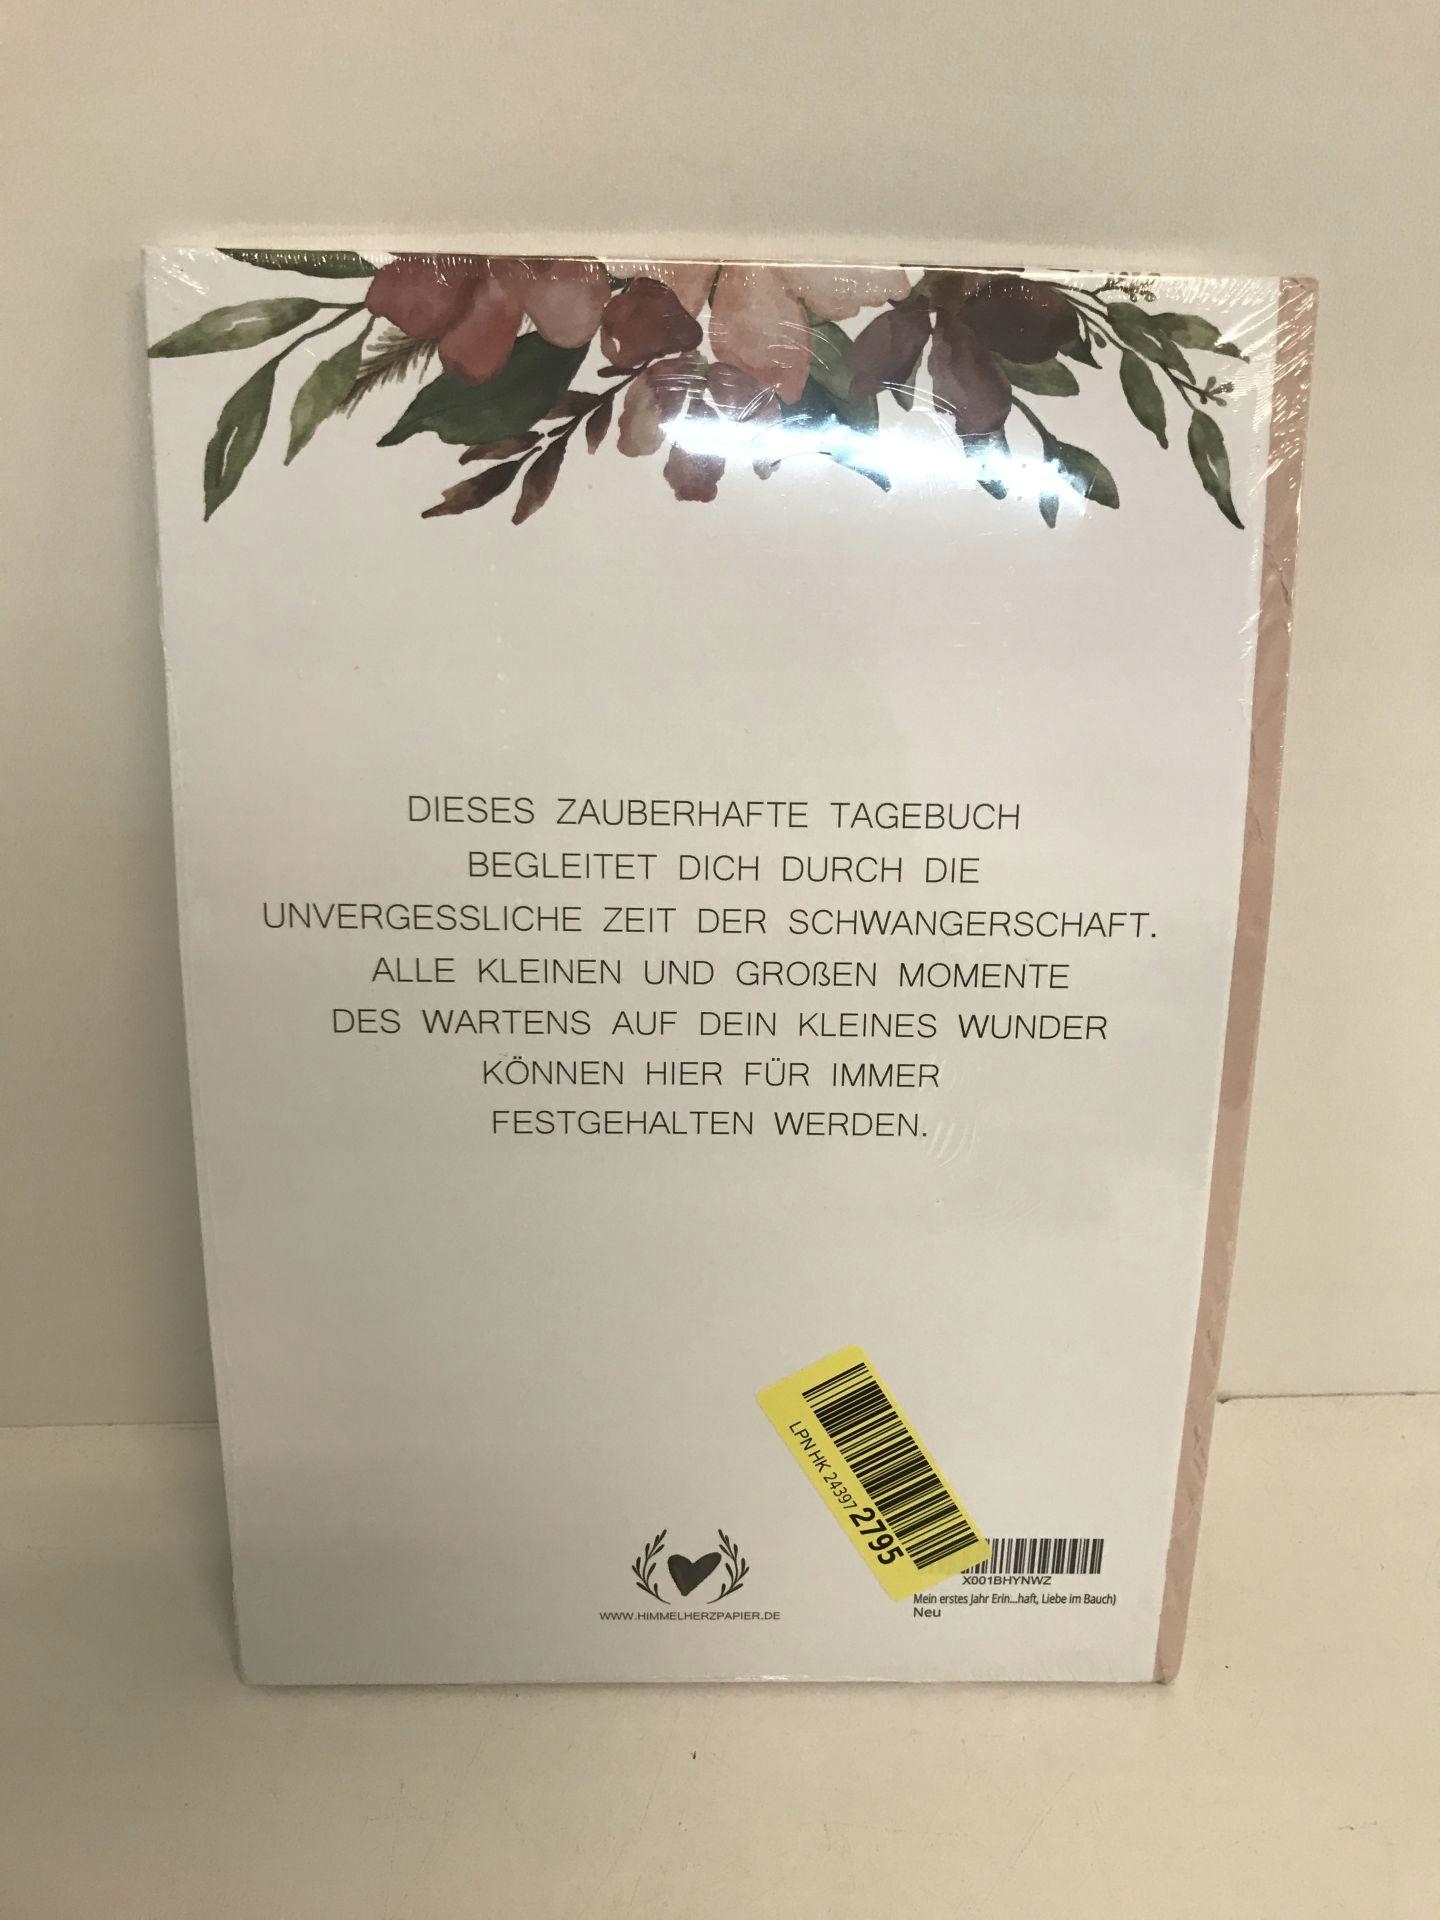 DIESES ZAUBERHAFTE TAGEBUCH
BEGLEITET DICH DURCH DIE
UNVERGESSLICHE ZEIT DER SCHWANGERSCHAFT.
ALLE KLEINEN UND GROßEN MOMENTE
DES WARTENS AUF DEIN KLEINES WUNDER
KÖNNEN HIER FÜR IMMER
FESTGEHALTEN WERDEN.
LPN HK 24397 2795
WWW.HIMMELHERZPAPIER.DE
X001BHYNWZ
Mein erstes Jahr Erin...haft, Liebe im Bauch)
Neu